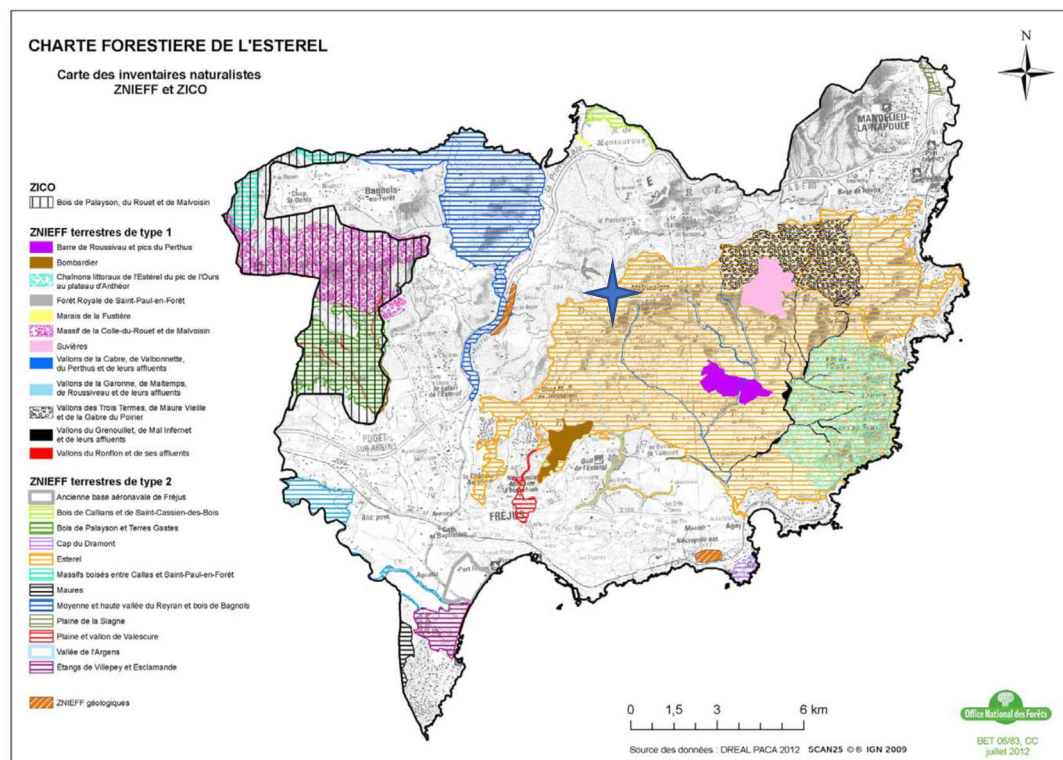 CHARTE FORESTIERE DE L'ESTEREL
Carte des inventaires naturalistes
ZNIEFF et ZICO
N
ZICO
Bois de Palayson, du Rouet et de Malvoisin
ZNIEFF terrestres de type 1
Barre de Roussivau et pics du Perthus
Bombardier
Chaînons littoraux de l'Estérel du pic de l'Ours
au plateau d'Anthéor
Forêt Royale de Saint-Paul-en-Forêt
Marais de la Fustière
Massif de la Colle-du-Rouet et de Malvoisin
Suvières
Vallons de la Cabre, de Valbonnette,
du Perthus et de leurs affluents
Vallons de la Garonne, de Maltemps,
de Roussiveau et de leurs affluents
Vallons des Trois Termes, de Maure Vieille
et de la Gabre du Poirier
Vallons du Grenouillet, de Mal Infernet
et de leurs affluents
Vallons du Ronflon et de ses affluents
ZNIEFF terrestres de type 2
Ancienne base aéronavale de Fréjus
Bois de Callians et de Saint-Cassien-des-Bois
Bois de Palayson et Terres Gastes
Cap du Dramont
Esterel
Massifs boisés entre Callas et Saint-Paul-en-Forêt
Maures
Moyenne et haute vallée du Reyran et bois de Bagnols
Plaine de la Siagne
Plaine et vallon de Valescure
Vallée de l'Argens
Étangs de Villepey et Esclamande
ZNIEFF géologiques
MANDELIEU-
LA-NAPOULE
Bagnols-
en-Forêt
PUGET
SUR-ARGENS
Golf
de l'Esterel
FRÉJUS
Agay
0 1,5 3 6 km
Source des données : DREAL PACA 2012 SCAN25 © ® IGN 2009
Office National des Forêts
BET 06/83, CC
juillet 2012